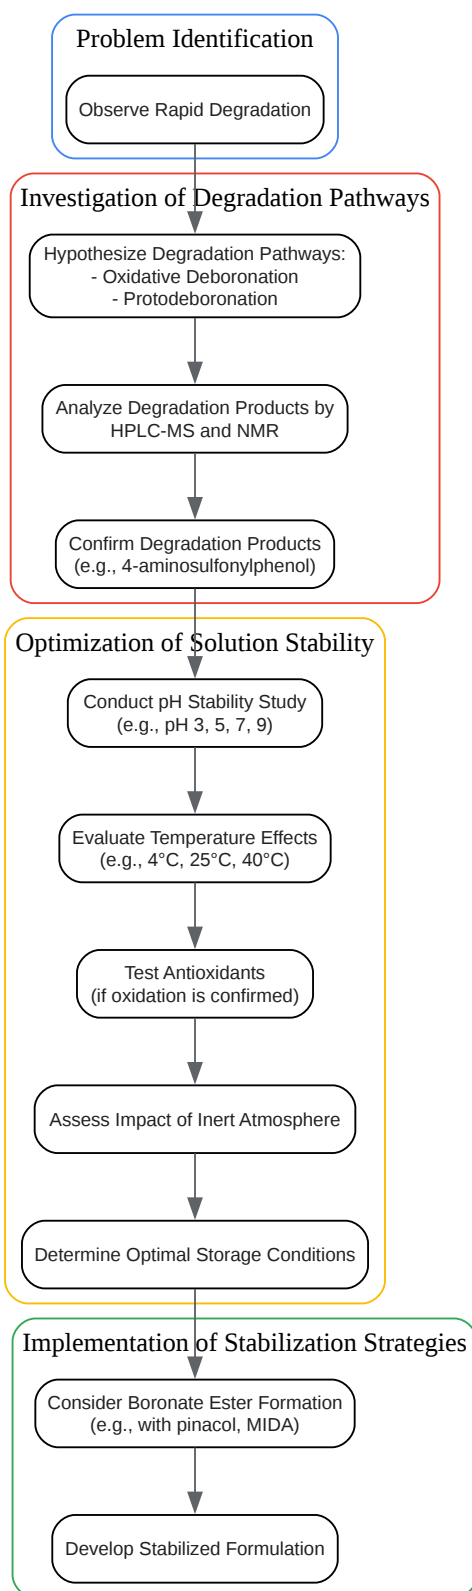 Problem Identification
Observe Rapid Degradation
Investigation of Degradation Pathways
Hypothesize Degradation Pathways:
- Oxidative Deboronation
- Protodeboronation
Analyze Degradation Products by
HPLC-MS and NMR
Confirm Degradation Products
(e.g., 4-aminosulfonylphenol)
Optimization of Solution Stability
Conduct pH Stability Study
(e.g., pH 3, 5, 7, 9)
Evaluate Temperature Effects
(e.g., 4°C, 25°C, 40°C)
Test Antioxidants
(if oxidation is confirmed)
Assess Impact of Inert Atmosphere
Determine Optimal Storage Conditions
Implementation of Stabilization Strategies
Consider Boronate Ester Formation
(e.g., with pinacol, MIDA)
Develop Stabilized Formulation